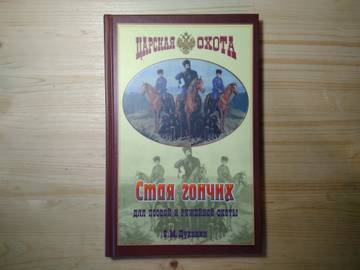 ЦАРСКАЯ ОХОТА
Стая гончих
для псовой и ружейной охоты